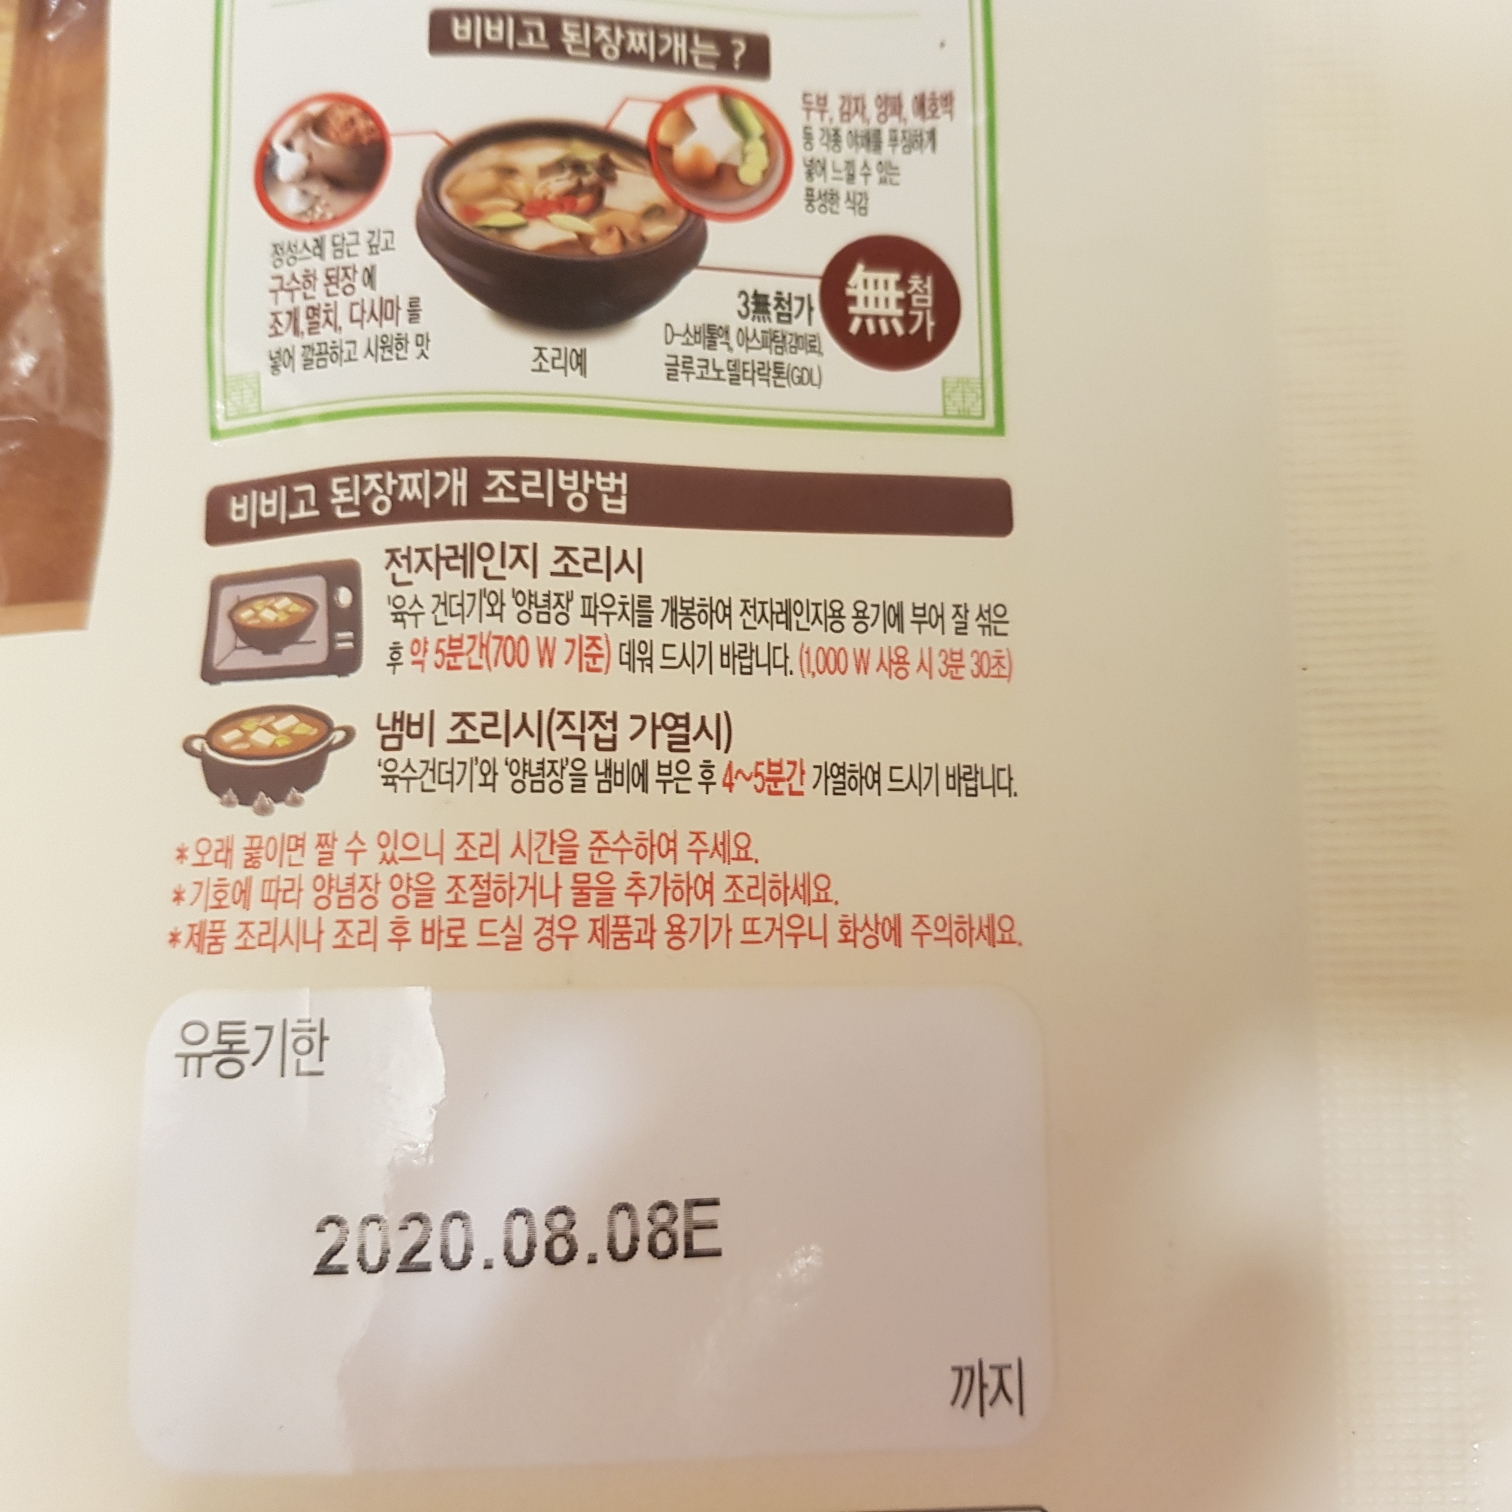 비비고 된장찌개는 ?
두부, 감자, 양파, 애호박
등 각종 야채를 푸짐하게
넣어 느낄 수 있는
풍성한 식감
정성스레 담근 깊고
구수한 된장 에
조개,멸치, 다시마 를
넣어 깔끔하고 시원한 맛
조리예
3無첨가
D-소비톨액, 아스파탐(감미료),
글루코노델타락톤(GDL)
無첨가
비비고 된장찌개 조리방법
전자레인지 조리시
'육수 건더기'와 '양념장' 파우치를 개봉하여 전자레인지용 용기에 부어 잘 섞은
후 약 5분간(700 W 기준) 데워 드시기 바랍니다. (1,000 W 사용 시 3분 30초)
냄비 조리시(직접 가열시)
'육수건더기'와 '양념장'을 냄비에 부은 후 4~5분간 가열하여 드시기 바랍니다.
*오래 끓이면 짤 수 있으니 조리 시간을 준수하여 주세요.
*기호에 따라 양념장 양을 조절하거나 물을 추가하여 조리하세요.
*제품 조리시나 조리 후 바로 드실 경우 제품과 용기가 뜨거우니 화상에 주의하세요.
유통기한
2020.08.08E
까지